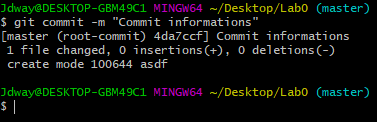 Jdway@DESKTOP-GBM49C1 MINGW64 ~/Desktop/Lab0 (master)
$ git commit -m "Commit informations"
[master (root-commit) 4da7ccf] Commit informations
 1 file changed, 0 insertions(+), 0 deletions(-)
 create mode 100644 asdf
Jdway@DESKTOP-GBM49C1 MINGW64 ~/Desktop/Lab0 (master)
$